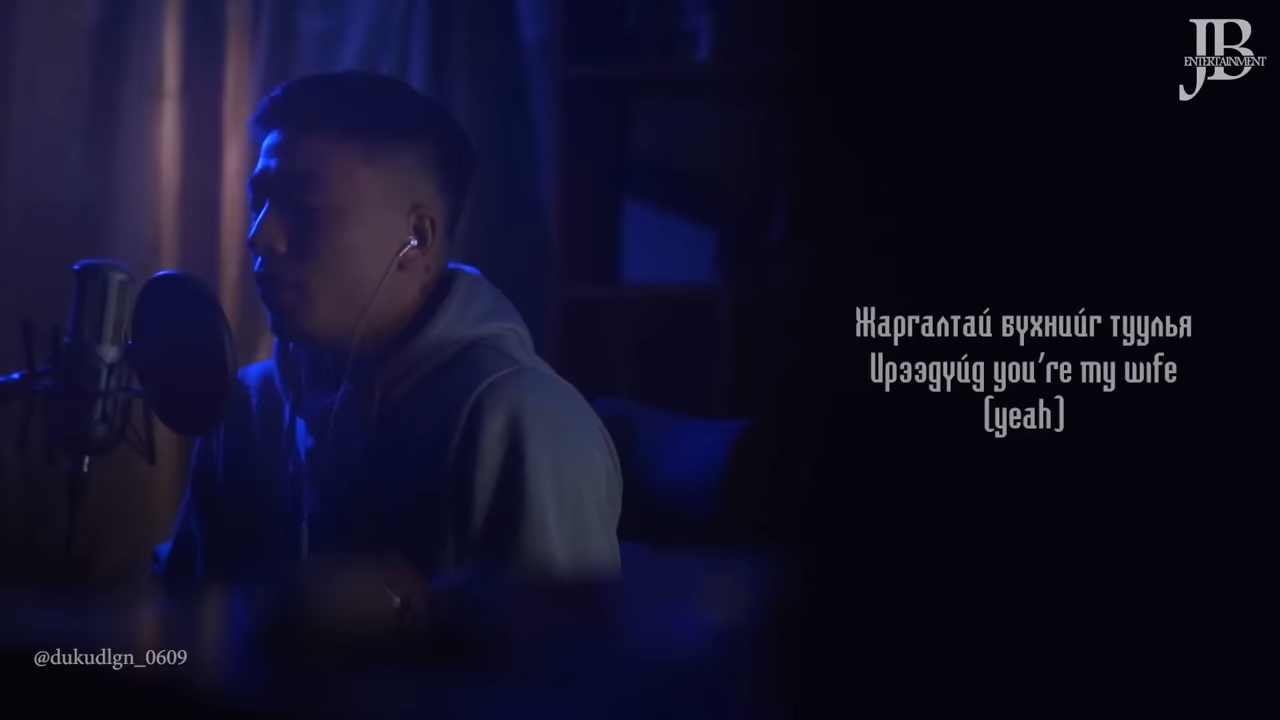 JB
ENTERTAINMENT
Жаргалтай бүхнийг туулья
Ирээдүйд you're my wife
(yeah)
@dukudlgn_0609